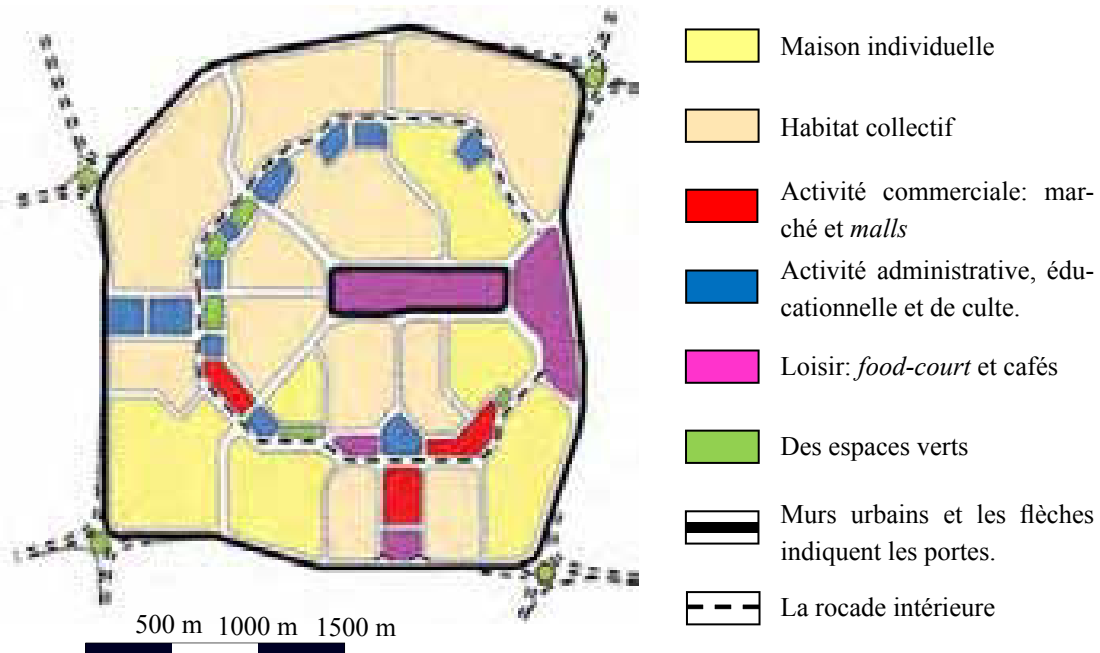 Maison individuelle
Habitat collectif
Activité commerciale: mar-
ché et malls
Activité administrative, édu-
cationnelle et de culte.
Loisir: food-court et cafés
Des espaces verts
Murs urbains et les flèches
indiquent les portes.
La rocade intérieure
500 m 1000 m 1500 m